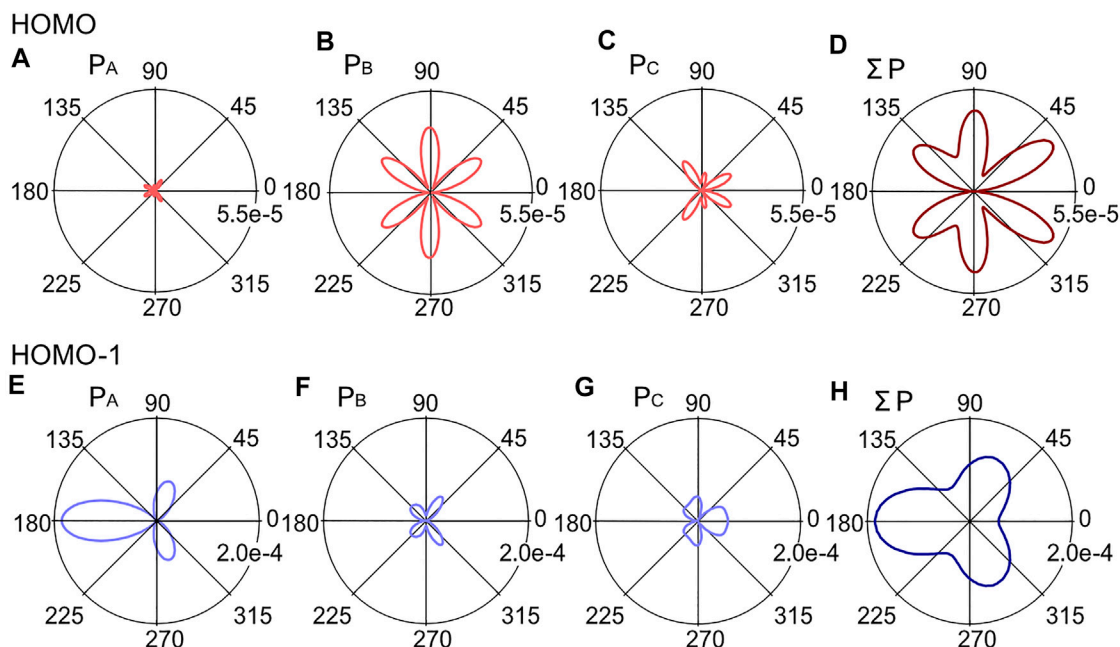 HOMO
A B C D
PA PB PC ΣP
90 90 90 90
135 45 135 45 135 45 135 45
180 0 180 0 180 0 180 0
5.5e-5 5.5e-5 5.5e-5 5.5e-5
225 315 225 315 225 315 225 315
270 270 270 270
HOMO-1
E F G H
PA PB PC ΣP
90 90 90 90
135 45 135 45 135 45 135 45
180 0 180 0 180 0 180 0
2.0e-4 2.0e-4 2.0e-4 2.0e-4
225 315 225 315 225 315 225 315
270 270 270 270